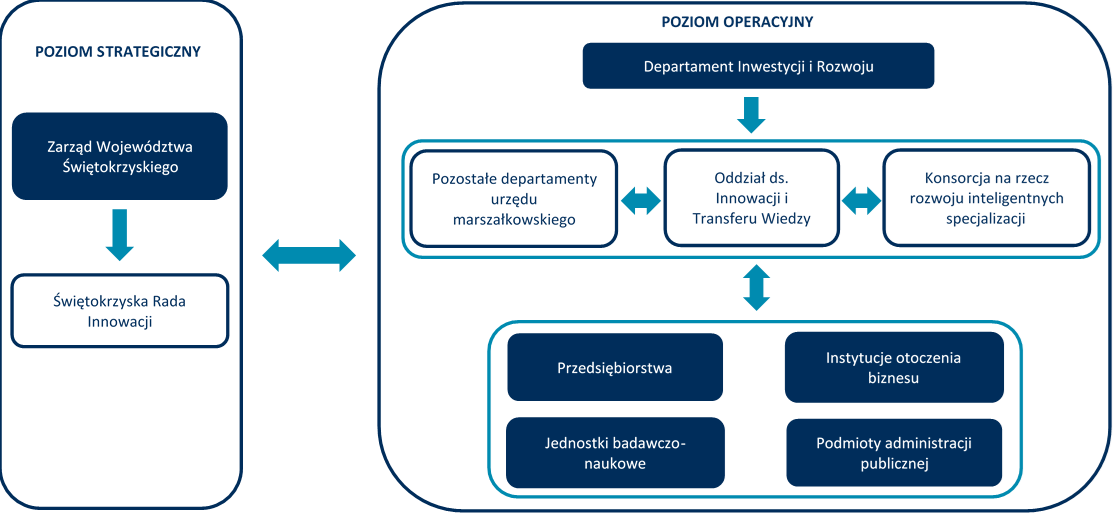 POZIOM STRATEGICZNY
Zarząd Województwa
Świętokrzyskiego
Świętokrzyska Rada
Innowacji
POZIOM OPERACYJNY
Departament Inwestycji i Rozwoju
Pozostałe departamenty
urzędu
marszałkowskiego
Oddział ds.
Innowacji i
Transferu Wiedzy
Konsorcja na rzecz
rozwoju inteligentnych
specjalizacji
Przedsiębiorstwa
Instytucje otoczenia
biznesu
Jednostki badawczo-
naukowe
Podmioty administracji
publicznej